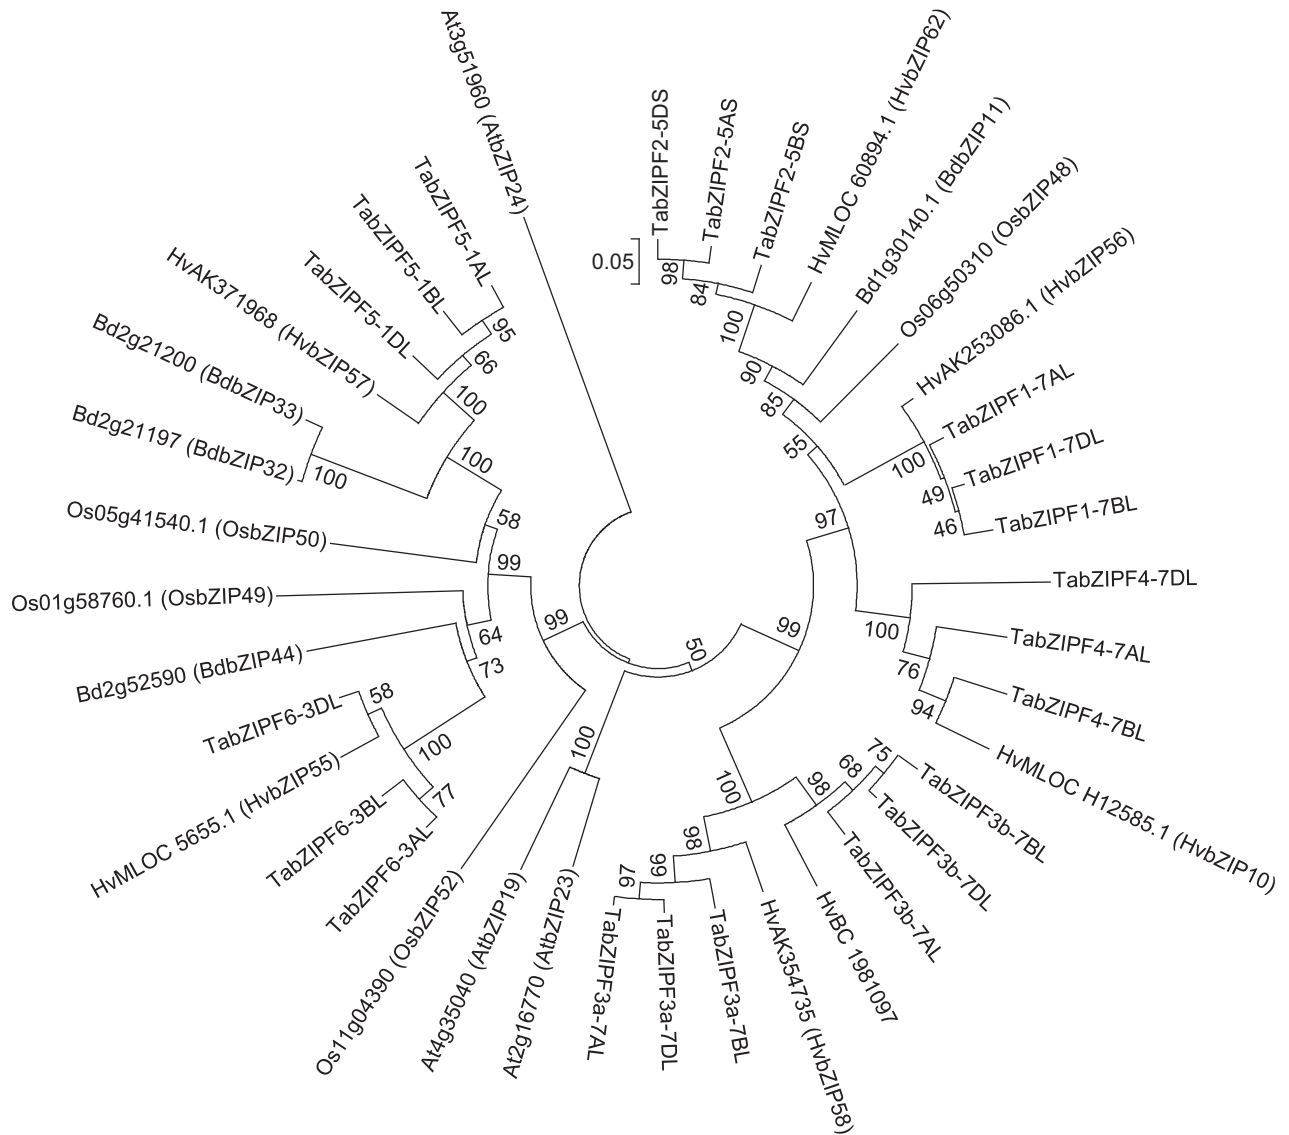 At3g51960 (AtbZIP24)
TabZIPF2-5DS
TabZIPF2-5AS
TabZIPF2-5BS
HvMLOC 60894.1 (HvbZIP62)
Bd1g30140.1 (BdbZIP11)
Os06g50310 (OsbZIP48)
HvAK253086.1 (HvbZIP56)
TabZIPF1-7AL
TabZIPF1-7DL
TabZIPF1-7BL
TabZIPF4-7DL
TabZIPF4-7AL
TabZIPF4-7BL
HvMLOC H12585.1 (HvbZIP10)
TabZIPF3b-7BL
TabZIPF3b-7DL
TabZIPF3b-7AL
HvBC 1981097
HvAK354735 (HvbZIP58)
TabZIPF3a-7BL
TabZIPF3a-7DL
TabZIPF3a-7AL
At2g16770 (AtbZIP23)
At4g35040 (AtbZIP19)
Os11g04390 (OsbZIP52)
TabZIPF6-3AL
TabZIPF6-3BL
HvMLOC 5655.1 (HvbZIP55)
TabZIPF6-3DL
Bd2g52590 (BdbZIP44)
Os01g58760.1 (OsbZIP49)
Os05g41540.1 (OsbZIP50)
Bd2g21197 (BdbZIP32)
Bd2g21200 (BdbZIP33)
HvAK371968 (HvbZIP57)
TabZIPF5-1DL
TabZIPF5-1BL
TabZIPF5-1AL
0.05
98
84
100
90
85
55
97
100
49
46
100
76
94
99
50
100
98
68
75
98
99
97
100
99
99
58
100
100
100
66
95
64
73
100
58
77